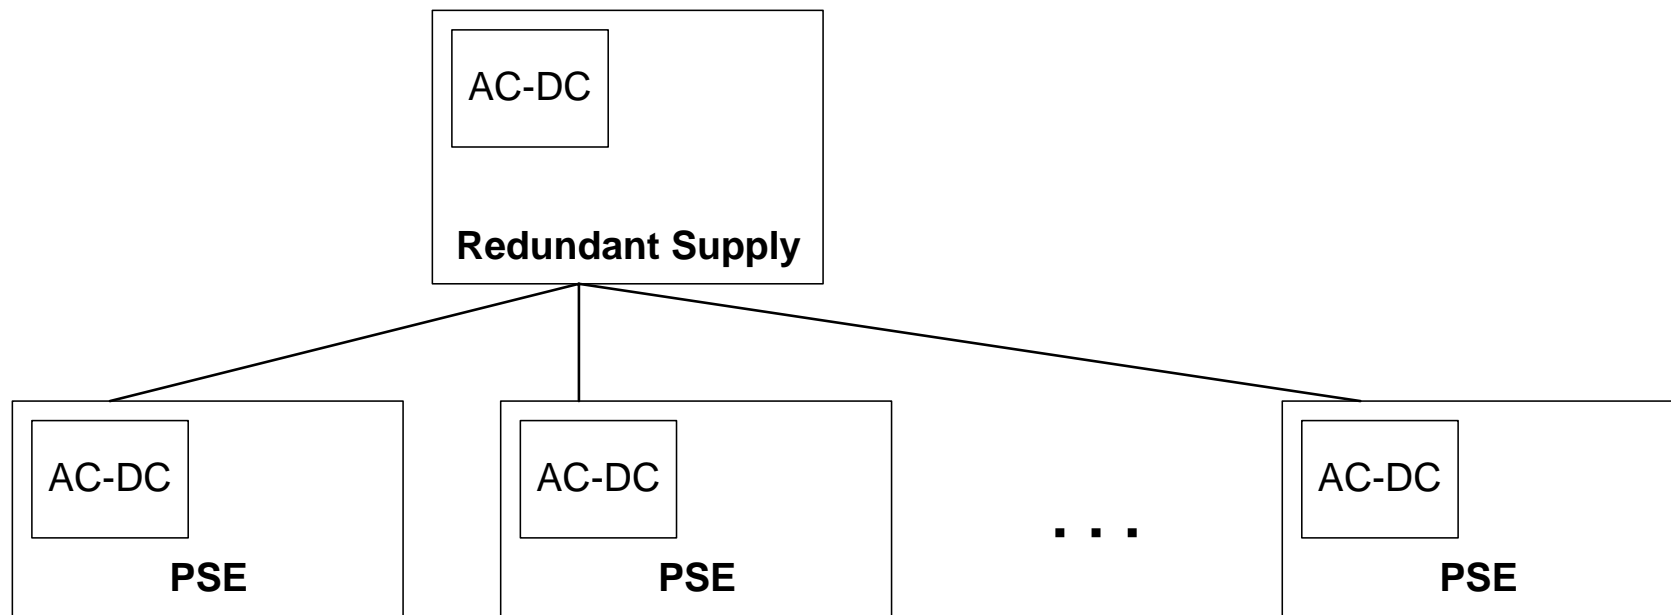 AC-DC
Redundant Supply
AC-DC
PSE
AC-DC
PSE
. . .
AC-DC
PSE